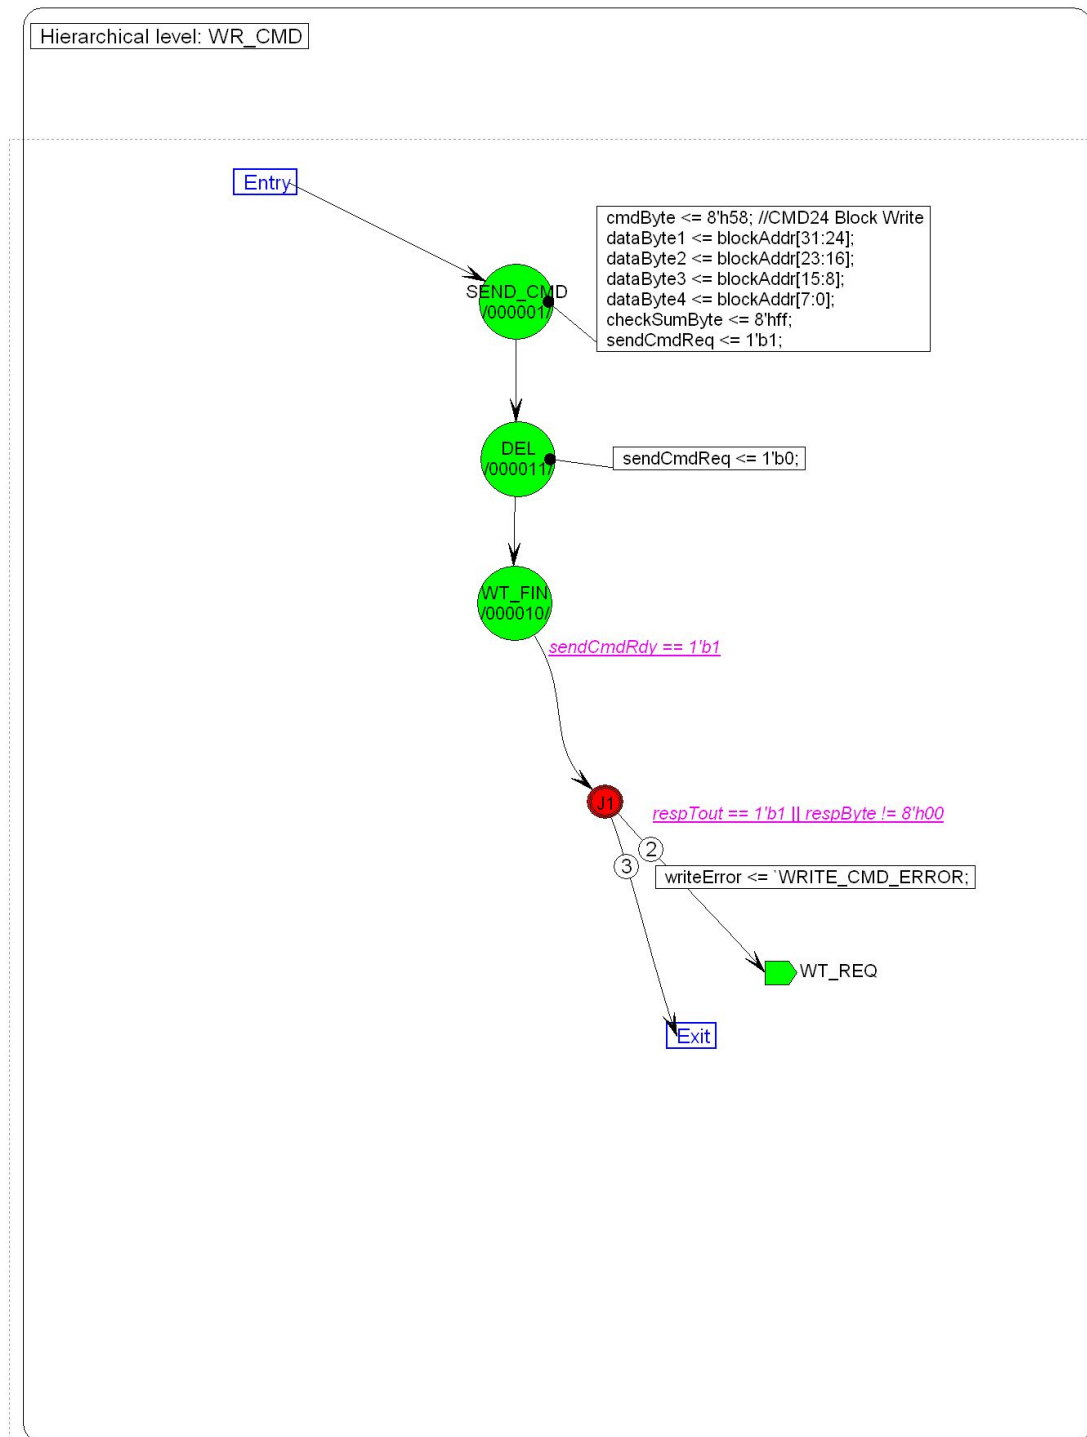 Hierarchical level: WR_CMD
Entry
cmdByte <= 8'h58; //CMD24 Block Write
dataByte1 <= blockAddr[31:24];
dataByte2 <= blockAddr[23:16];
dataByte3 <= blockAddr[15:8];
dataByte4 <= blockAddr[7:0];
checkSumByte <= 8'hff;
sendCmdReq <= 1'b1;
SEND_CMD
/000001/
DEL
/000011/
sendCmdReq <= 1'b0;
WT_FIN
/000010/
sendCmdRdy == 1'b1
J1
respTout == 1'b1 || respByte != 8'h00
2
3
writeError <= `WRITE_CMD_ERROR;
WT_REQ
Exit